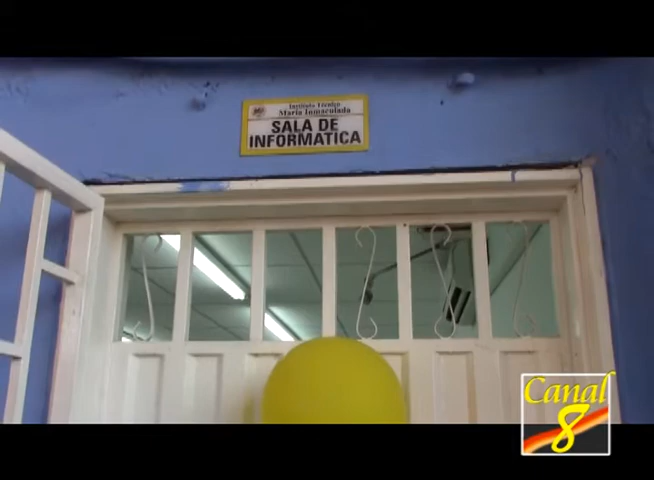 Instituto Técnico
María Inmaculada
SALA DE
INFORMATICA
Canal
8